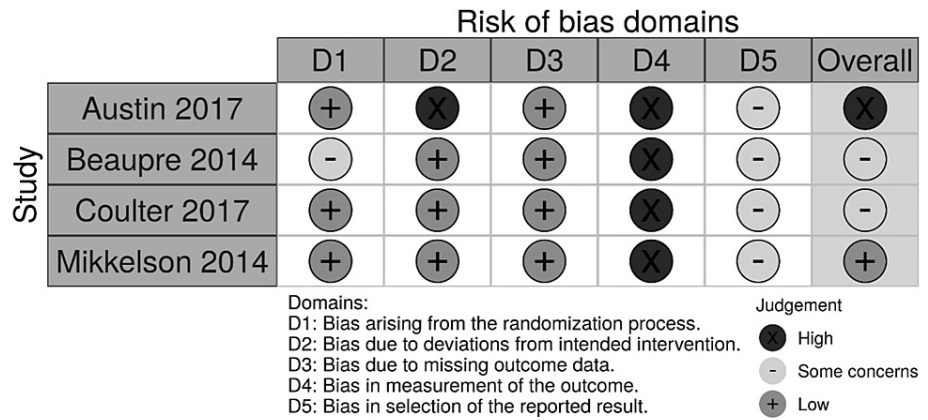 Risk of bias domains
D1 D2 D3 D4 D5 Overall
Study
Austin 2017 + X + X - X
Beaupre 2014 - + + X - -
Coulter 2017 + + + X - -
Mikkelson 2014 + + + X - +
Domains:
D1: Bias arising from the randomization process.
D2: Bias due to deviations from intended intervention.
D3: Bias due to missing outcome data.
D4: Bias in measurement of the outcome.
D5: Bias in selection of the reported result.
Judgement
X High
- Some concerns
+ Low